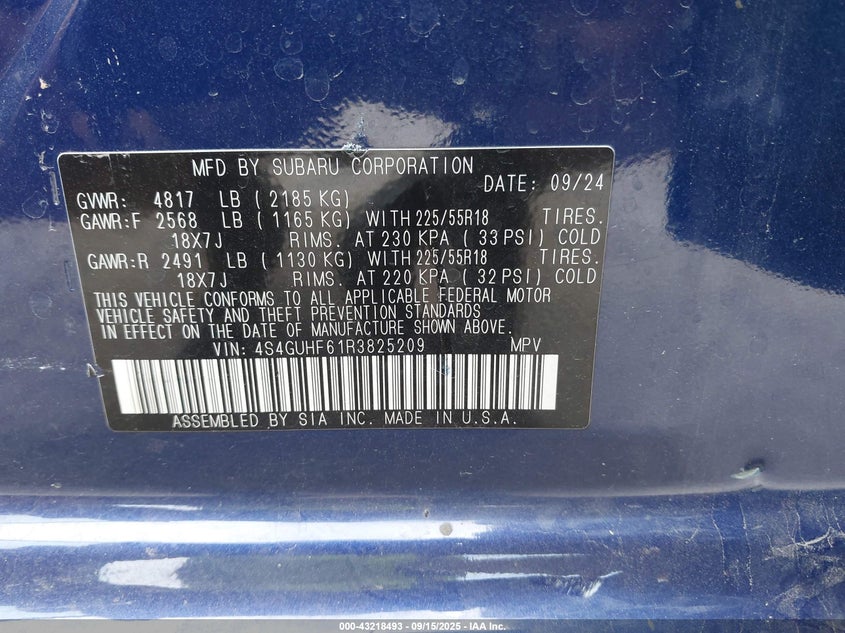 MFD BY SUBARU CORPORATION
DATE: 09/24
GVWR: 4817 LB ( 2185 KG)
GAWR:F 2568 LB ( 1165 KG) WITH 225/55R18 TIRES.
18X7J RIMS. AT 230 KPA ( 33 PSI) COLD
GAWR:R 2491 LB ( 1130 KG) WITH 225/55R18 TIRES.
18X7J RIMS. AT 220 KPA ( 32 PSI) COLD
THIS VEHICLE CONFORMS TO ALL APPLICABLE FEDERAL MOTOR
VEHICLE SAFETY AND THEFT PREVENTION STANDARDS
IN EFFECT ON THE DATE OF MANUFACTURE SHOWN ABOVE.
VIN: 4S4GUHF61R3825209 MPV
ASSEMBLED BY SIA INC. MADE IN U.S.A.
000-43218493 - 09/15/2025 - IAA Inc.